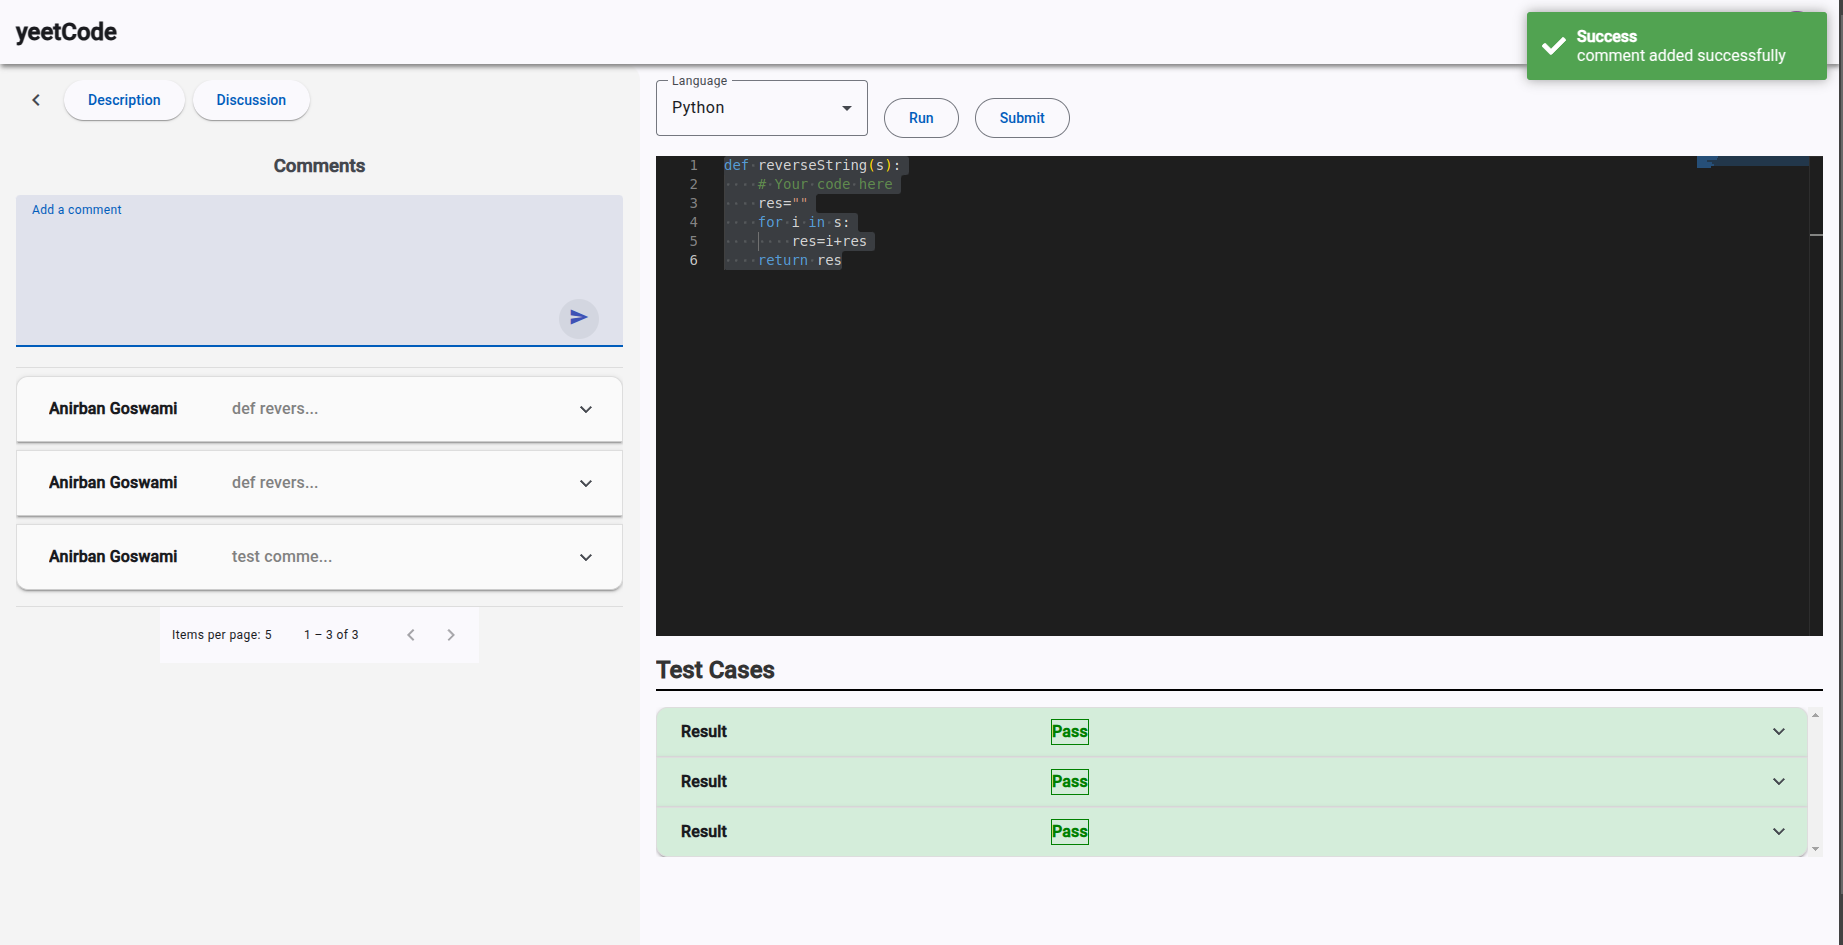 yeetCode
Success
comment added successfully
Description
Discussion
Comments
Add a comment
Anirban Goswami def revers...
Anirban Goswami def revers...
Anirban Goswami test comme...
Items per page: 5 1 – 3 of 3
Language
Python
Run
Submit
1 def reverseString(s):
2     # Your code here
3     res=""
4     for i in s:
5         res=i+res
6     return res
Test Cases
Result Pass
Result Pass
Result Pass